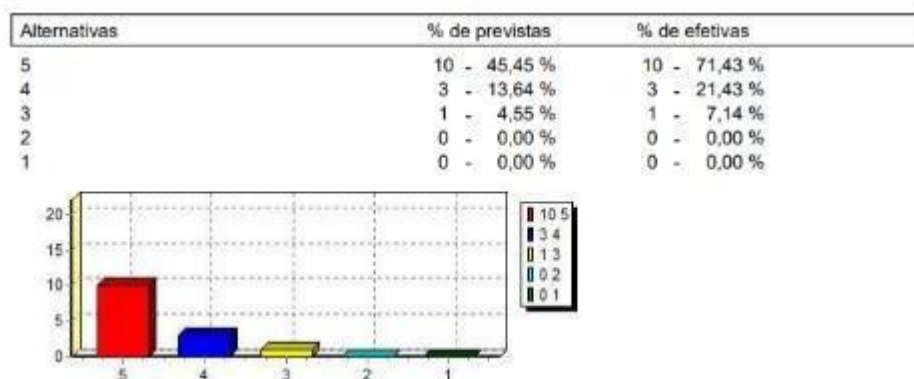 Alternativas % de previstas % de efetivas
5 10 - 45,45 % 10 - 71,43 %
4 3 - 13,64 % 3 - 21,43 %
3 1 - 4,55 % 1 - 7,14 %
2 0 - 0,00 % 0 - 0,00 %
1 0 - 0,00 % 0 - 0,00 %
20
15
10
5
0
5 4 3 2 1
10 5
3 4
1 3
0 2
0 1